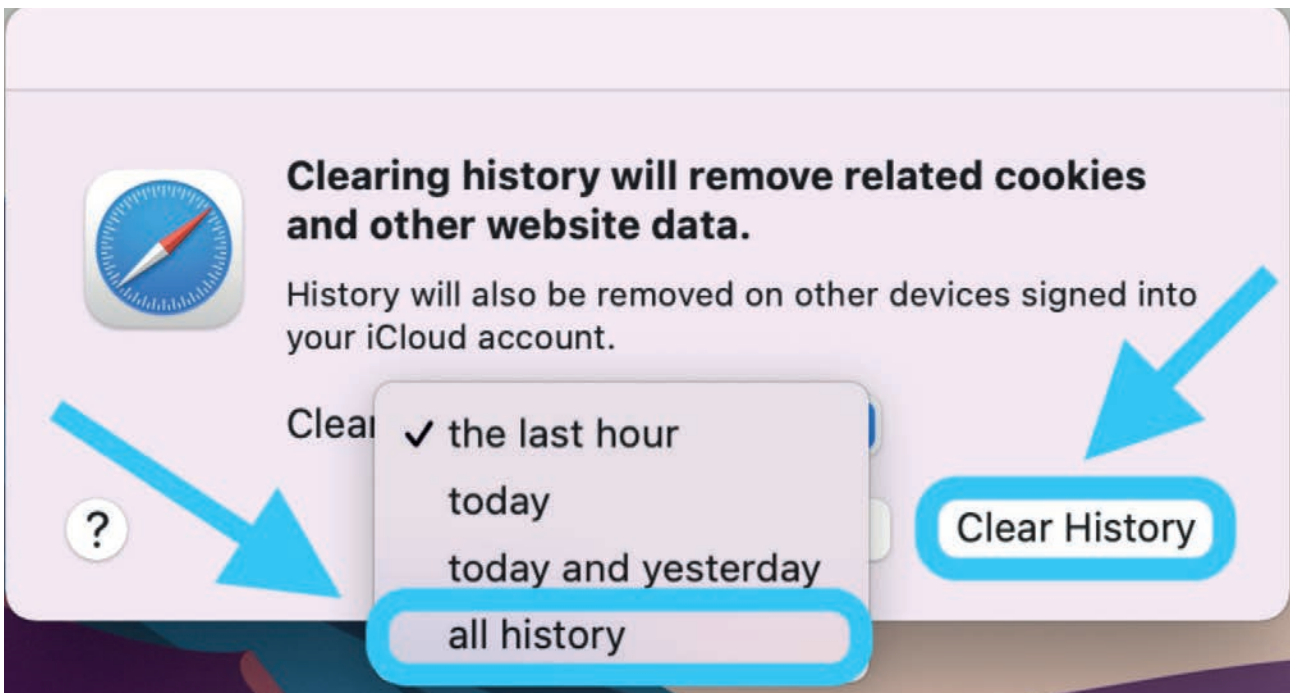 Clearing history will remove related cookies
and other website data.
History will also be removed on other devices signed into
your iCloud account.
✓ the last hour
today
today and yesterday
all history
?
Clear History